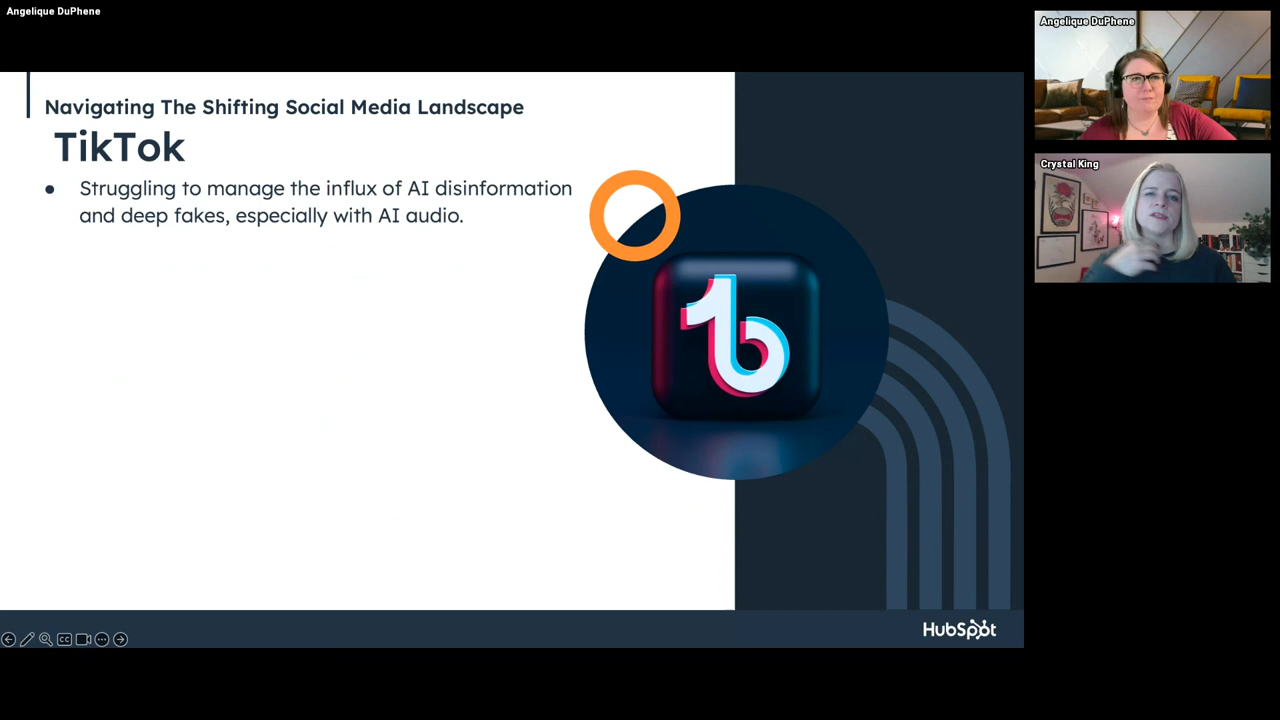 Angelique DuPhene
Angelique DuPhene
Crystal King
Navigating The Shifting Social Media Landscape
TikTok
● Struggling to manage the influx of AI disinformation
and deep fakes, especially with AI audio.
CC
HubSpot